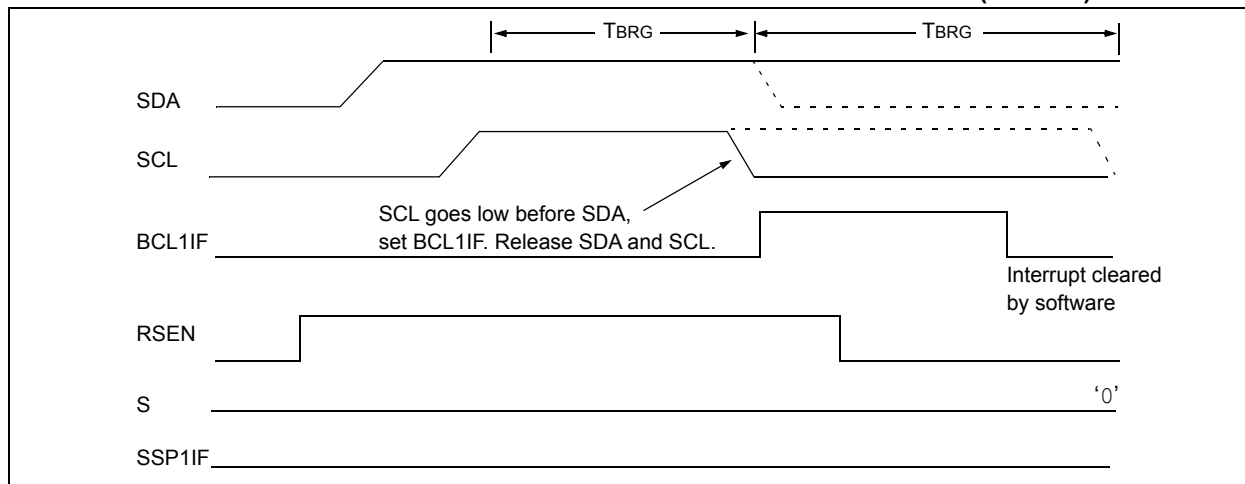 TBRG TBRG
SDA
SCL
SCL goes low before SDA,
set BCL1IF. Release SDA and SCL.
BCL1IF
Interrupt cleared
by software
RSEN
S
‘0’
SSP1IF